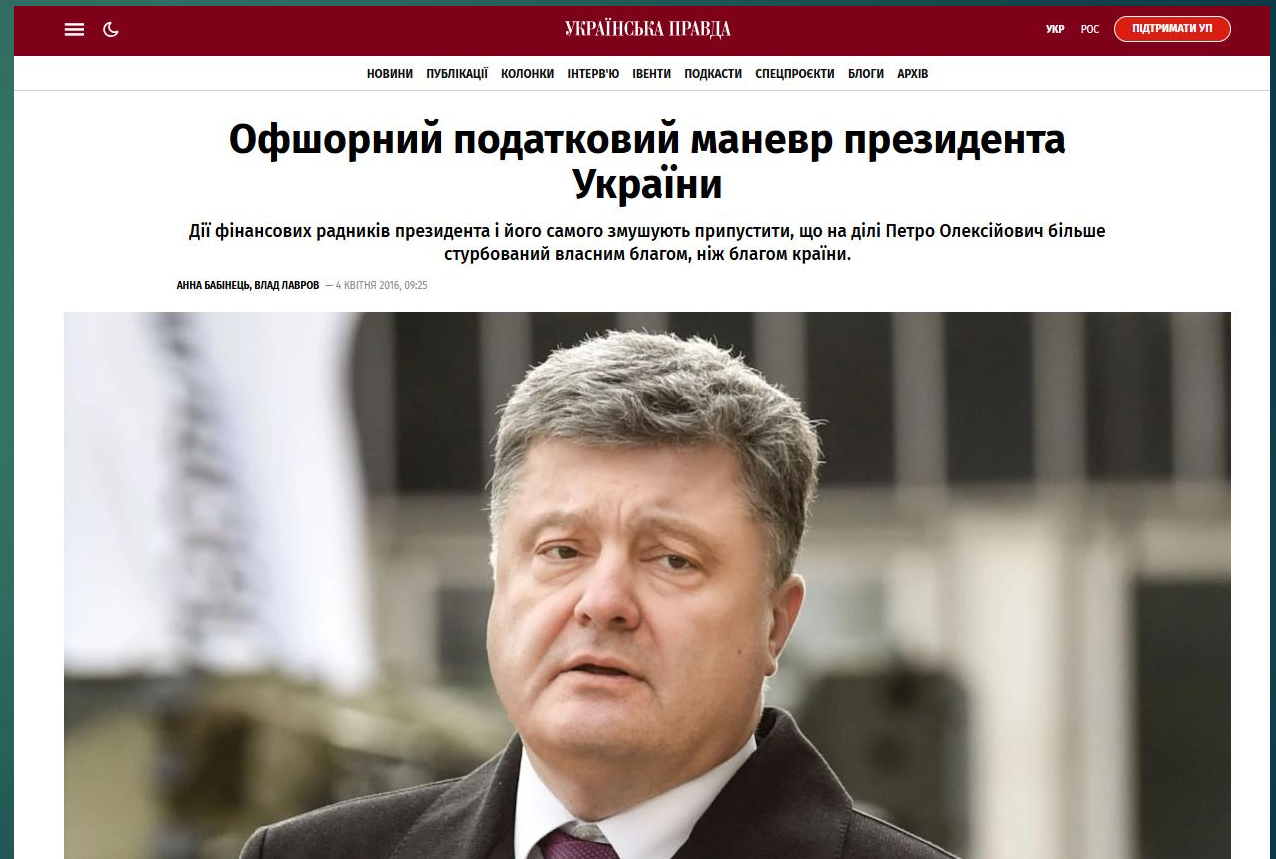 УКРАЇНСЬКА ПРАВДА
УКР РОС ПІДТРИМАТИ УП
НОВИНИ ПУБЛІКАЦІЇ КОЛОНКИ ІНТЕРВ'Ю ІВЕНТИ ПОДКАСТИ СПЕЦПРОЄКТИ БЛОГИ АРХІВ
Офшорний податковий маневр президента
України
Дії фінансових радників президента і його самого змушують припустити, що на ділі Петро Олексійович більше
стурбований власним благом, ніж благом країни.
АННА БАБІНЕЦЬ, ВЛАД ЛАВРОВ — 4 КВІТНЯ 2016, 09:25